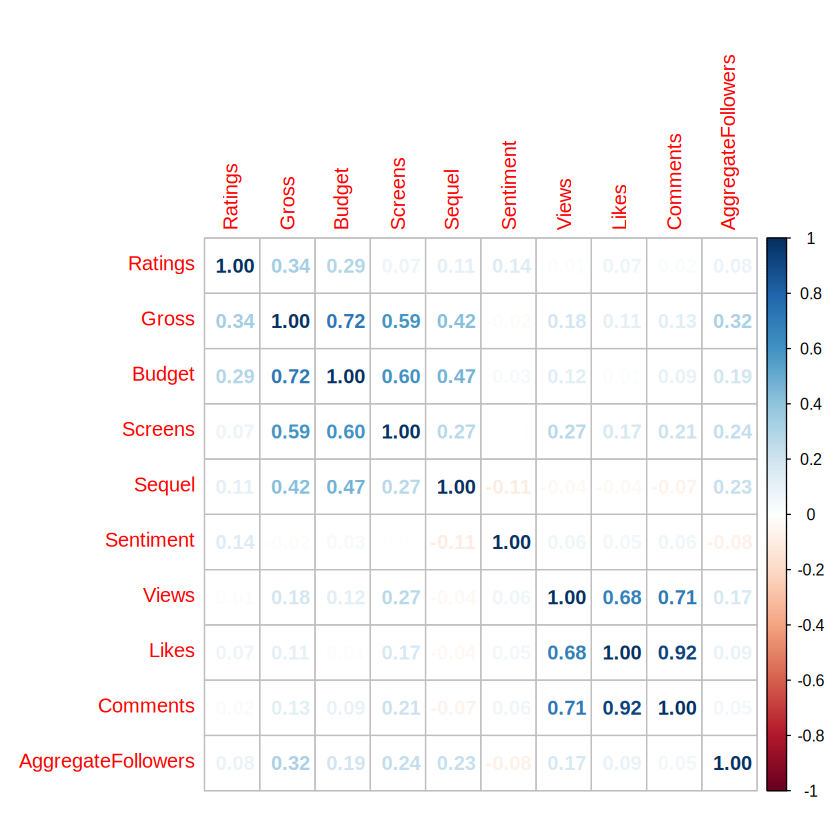 Ratings Gross Budget Screens Sequel Sentiment Views Likes Comments AggregateFollowers
Ratings 1.00 0.34 0.29 0.07 0.11 0.14 0.01 0.07 0.02 0.08
Gross 0.34 1.00 0.72 0.59 0.42 0.18 0.11 0.13 0.32
Budget 0.29 0.72 1.00 0.60 0.47 0.03 0.12 0.09 0.19
Screens 0.07 0.59 0.60 1.00 0.27 0.27 0.17 0.21 0.24
Sequel 0.11 0.42 0.47 0.27 1.00 -0.11 -0.04 -0.04 -0.07 0.23
Sentiment 0.14 0.03 -0.11 1.00 0.06 0.05 0.06 -0.08
Views 0.01 0.18 0.12 0.27 -0.04 0.06 1.00 0.68 0.71 0.17
Likes 0.07 0.11 0.17 -0.04 0.05 0.68 1.00 0.92 0.09
Comments 0.02 0.13 0.09 0.21 -0.07 0.06 0.71 0.92 1.00 0.05
AggregateFollowers 0.08 0.32 0.19 0.24 0.23 -0.08 0.17 0.09 0.05 1.00
1
0.8
0.6
0.4
0.2
0
-0.2
-0.4
-0.6
-0.8
-1